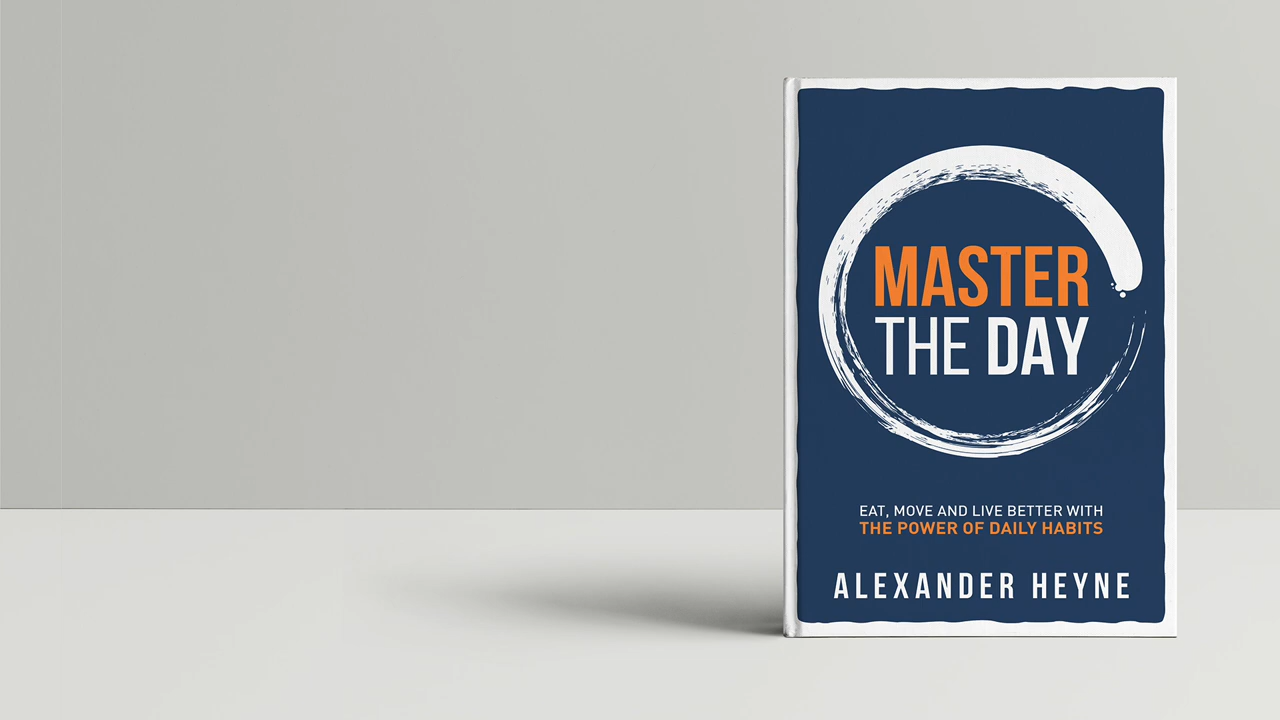 MASTER
THE DAY
EAT, MOVE AND LIVE BETTER WITH
THE POWER OF DAILY HABITS
ALEXANDER HEYNE